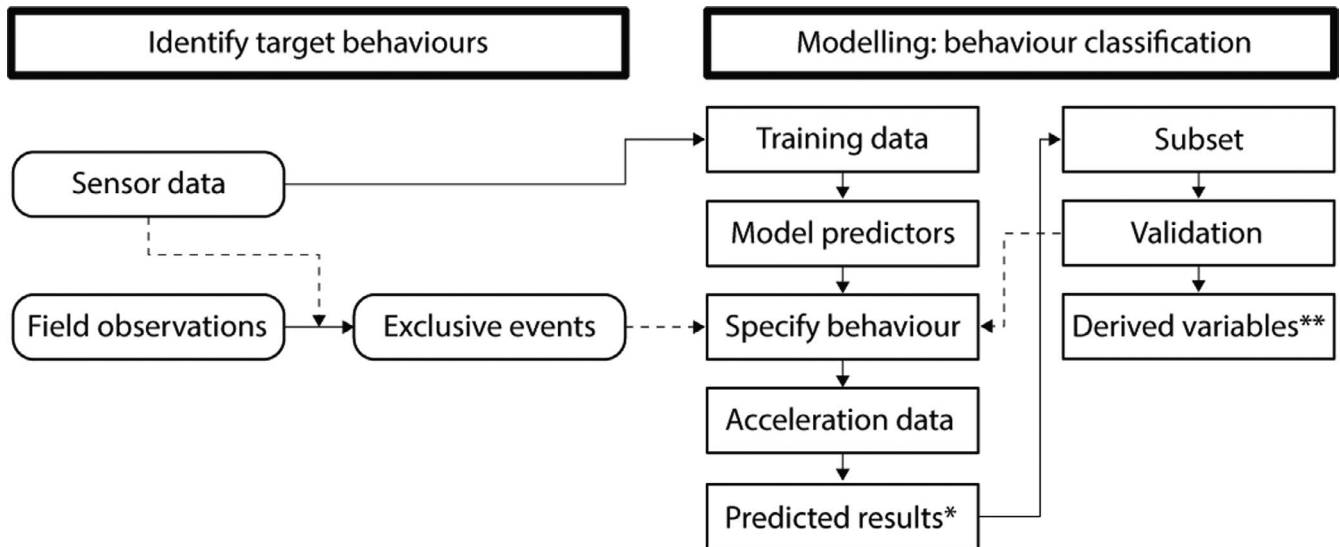 Identify target behaviours
Modelling: behaviour classification
Sensor data
Field observations
Exclusive events
Training data
Model predictors
Specify behaviour
Acceleration data
Predicted results*
Subset
Validation
Derived variables**